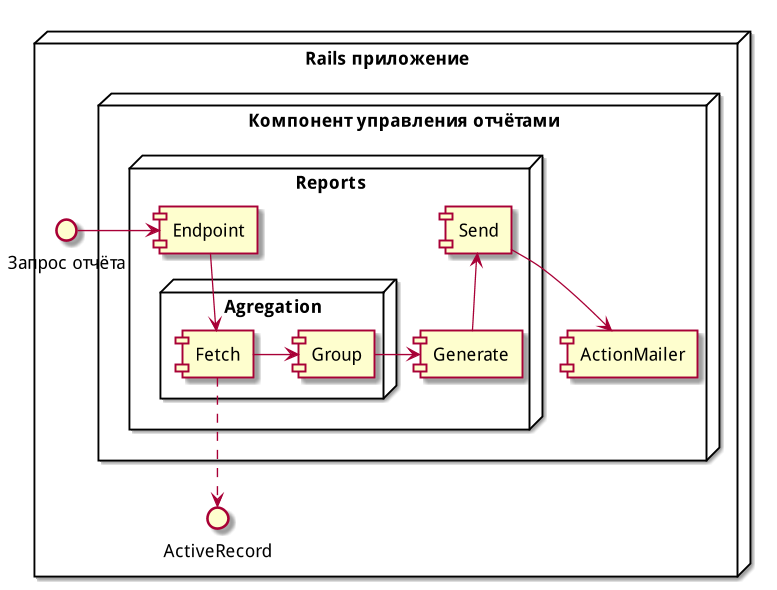 Rails приложение
Компонент управления отчётами
Reports
Endpoint
Send
Запрос отчёта
Agregation
Fetch
Group
Generate
ActionMailer
ActiveRecord